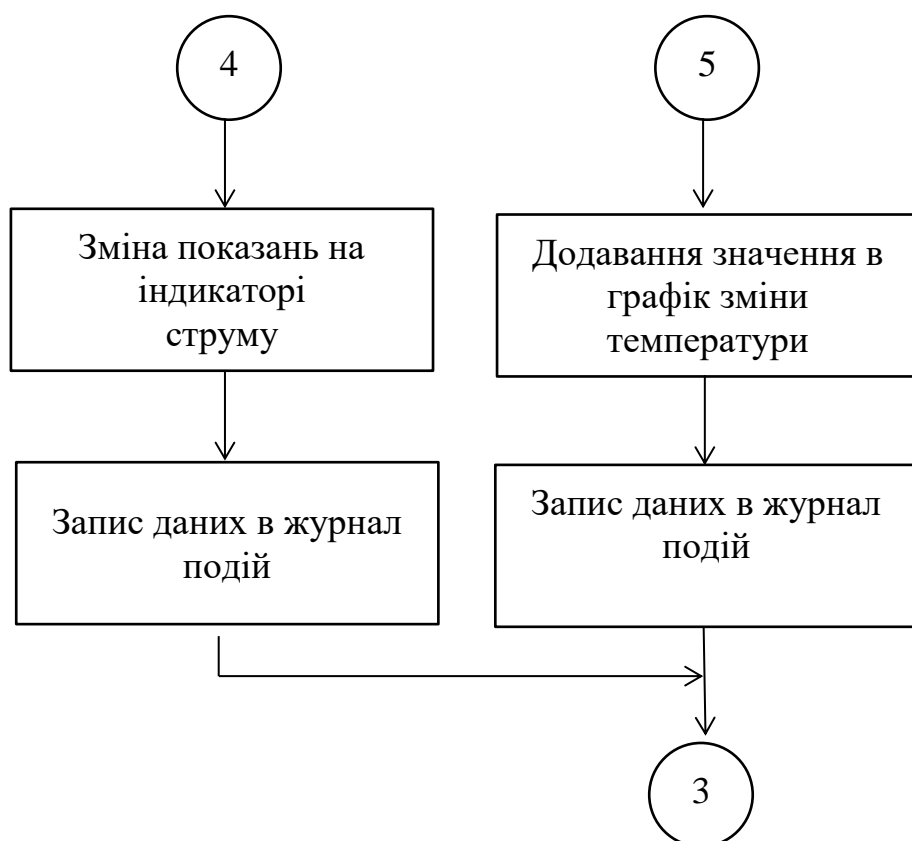 4
5
Зміна показань на
індикаторі
струму
Додавання значення в
графік зміни
температури
Запис даних в журнал
подій
Запис даних в журнал
подій
3